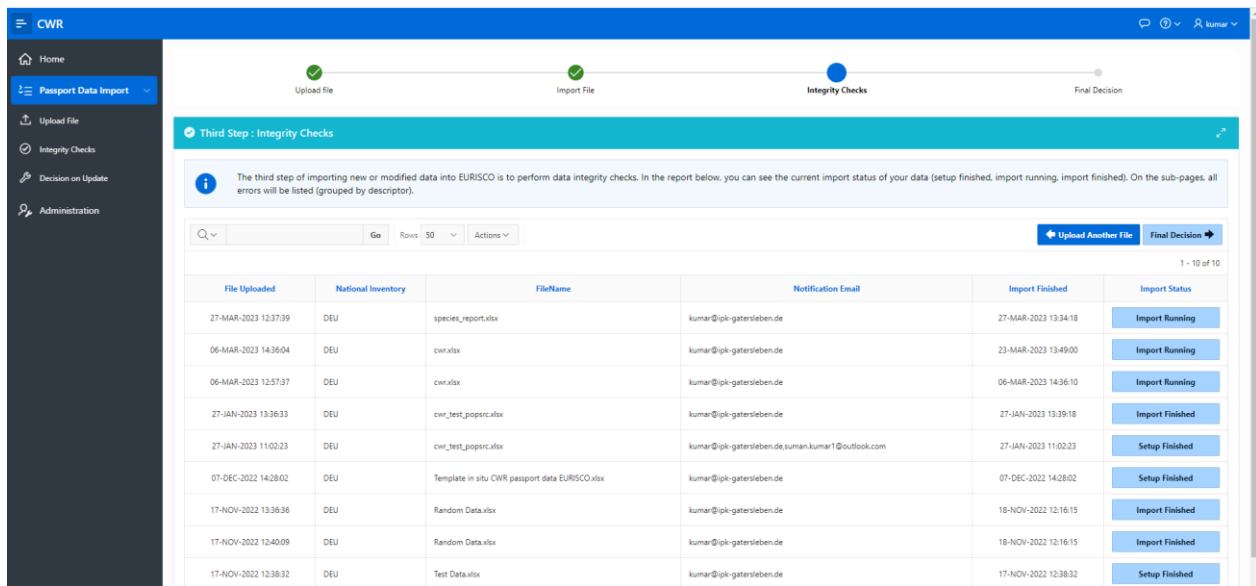 CWR
kumar
Home
Passport Data Import
Upload File
Integrity Checks
Decision on Update
Administration
Upload file
Import File
Integrity Checks
Final Decision
Third Step : Integrity Checks
The third step of importing new or modified data into EURISCO is to perform data integrity checks. In the report below, you can see the current import status of your data (setup finished, import running, import finished). On the sub-pages, all
errors will be listed (grouped by descriptor).
Go Rows 50 Actions Upload Another File Final Decision
1 - 10 of 10
File Uploaded National Inventory FileName Notification Email Import Finished Import Status
27-MAR-2023 12:37:39 DEU species_report.xlsx kumar@ipk-gatersleben.de 27-MAR-2023 13:34:18 Import Running
06-MAR-2023 14:36:04 DEU cwr.xlsx kumar@ipk-gatersleben.de 23-MAR-2023 13:49:00 Import Running
06-MAR-2023 12:57:37 DEU cwr.xlsx kumar@ipk-gatersleben.de 06-MAR-2023 14:36:10 Import Running
27-JAN-2023 13:36:33 DEU cwr_test_popsrc.xlsx kumar@ipk-gatersleben.de 27-JAN-2023 13:39:18 Import Finished
27-JAN-2023 11:02:23 DEU cwr_test_popsrc.xlsx kumar@ipk-gatersleben.de,suman.kumar1@outlook.com 27-JAN-2023 11:02:23 Setup Finished
07-DEC-2022 14:28:02 DEU Template in situ CWR passport data EURISCO.xlsx kumar@ipk-gatersleben.de 07-DEC-2022 14:28:02 Setup Finished
17-NOV-2022 13:36:36 DEU Random Data.xlsx kumar@ipk-gatersleben.de 18-NOV-2022 12:16:15 Import Finished
17-NOV-2022 12:40:09 DEU Random Data.xlsx kumar@ipk-gatersleben.de 18-NOV-2022 12:16:15 Import Finished
17-NOV-2022 12:38:32 DEU Test Data.xlsx kumar@ipk-gatersleben.de 17-NOV-2022 12:38:32 Setup Finished